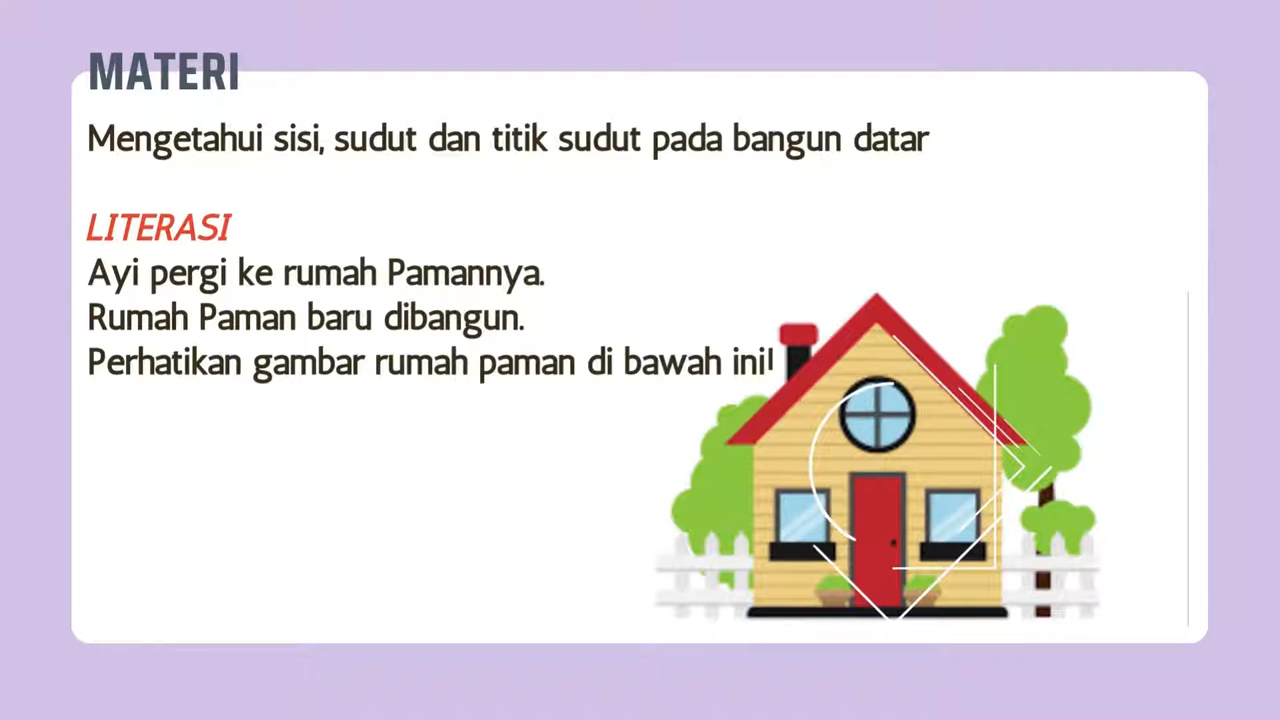 MATERI
Mengetahui sisi, sudut dan titik sudut pada bangun datar
LITERASI
Ayi pergi ke rumah Pamannya.
Rumah Paman baru dibangun.
Perhatikan gambar rumah paman di bawah ini!